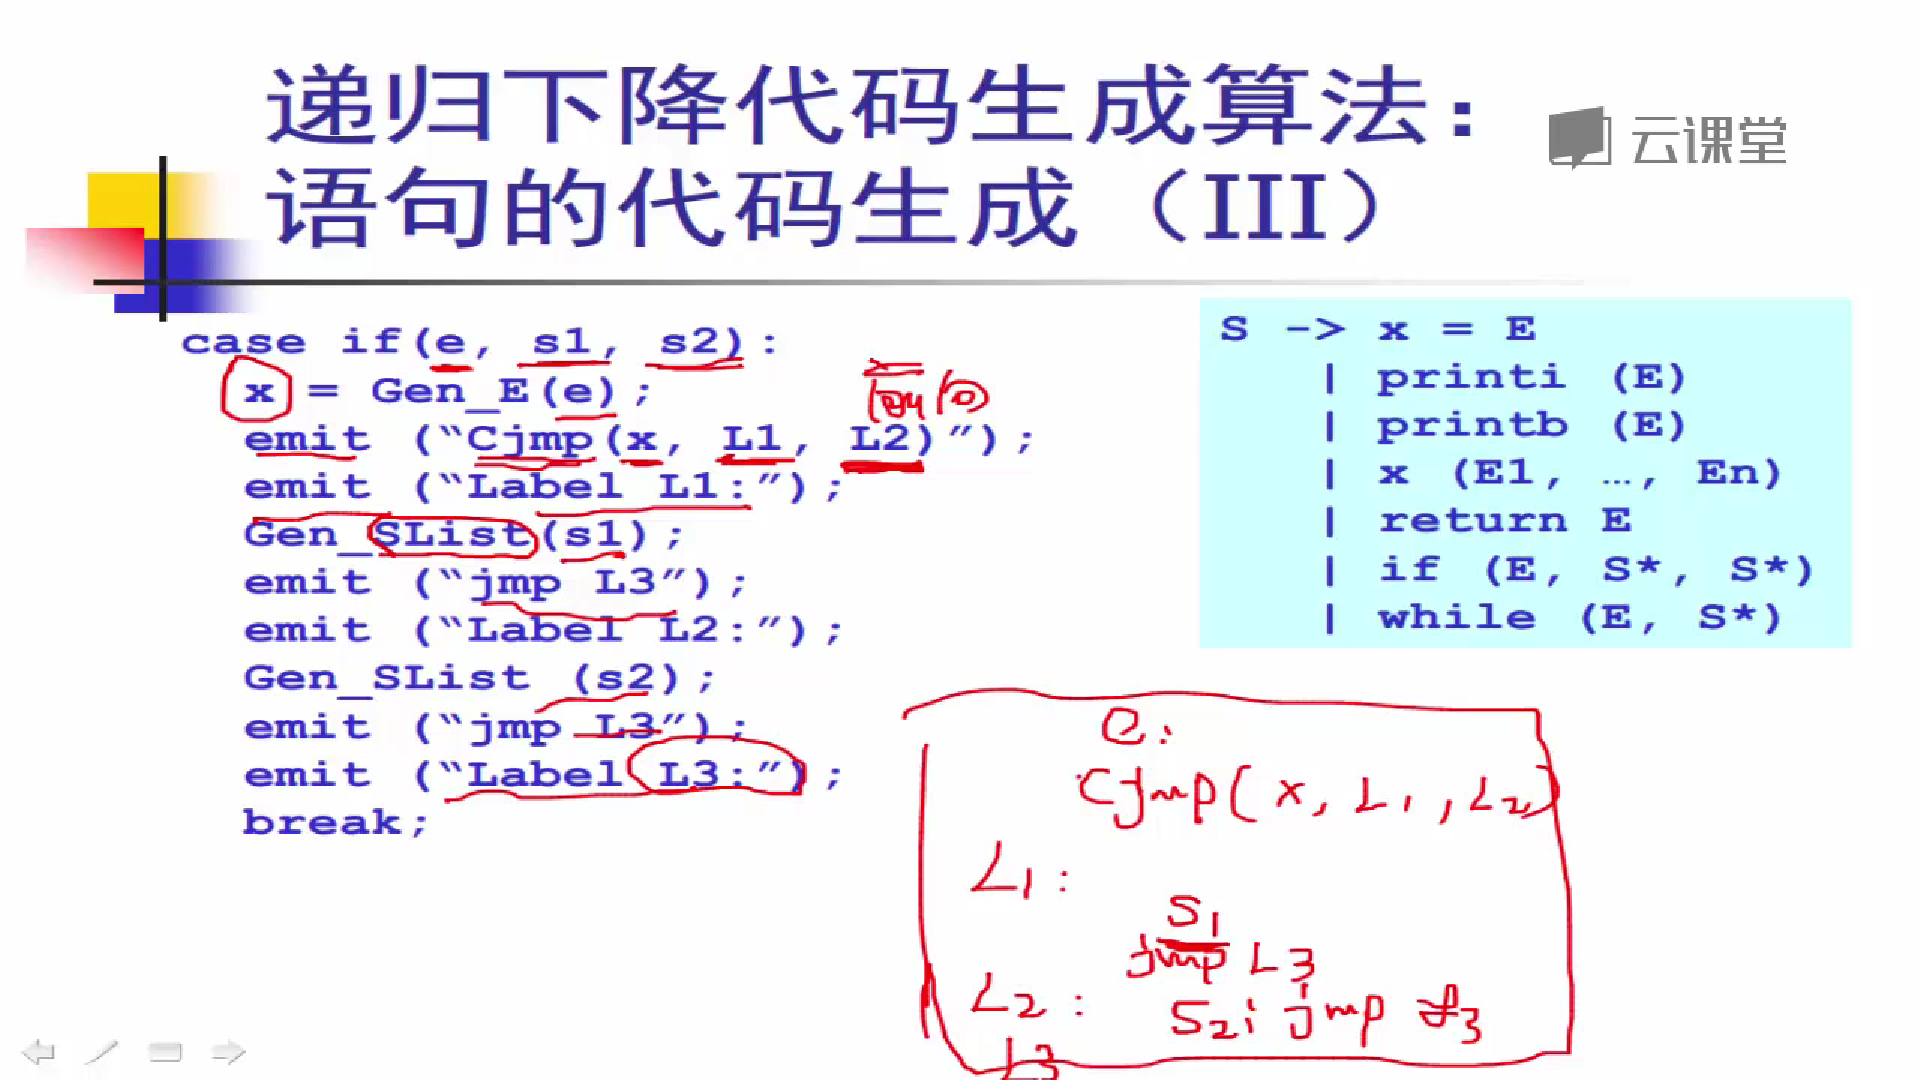 递归下降代码生成算法：
语句的代码生成（III）
云课堂
case if(e, s1, s2):
x = Gen_E(e);
emit (“Cjmp(x, L1, L2)”);
emit (“Label L1:”);
Gen_SList(s1);
emit (“jmp L3”);
emit (“Label L2:”);
Gen_SList (s2);
emit (“jmp L3”);
emit (“Label L3:”);
break;
S -> x = E
| printi (E)
| printb (E)
| x (E1, …, En)
| return E
| if (E, S*, S*)
| while (E, S*)
e:
Cjmp(x, L1, L2)
L1:
S1
jmp L3
L2:
S2; jmp L3
L3